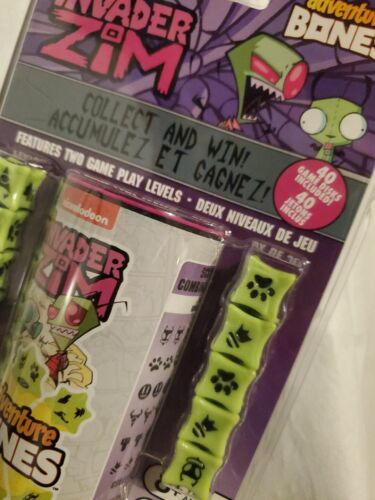 INVADER
ZIM
adventure
BONES
COLLECT AND WIN!
ACCUMULEZ ET GAGNEZ!
40
GAME DISKS
INCLUDED!
40
JETONS
INCLUS
FEATURES TWO GAME PLAY LEVELS • DEUX NIVEAUX DE JEU
nickelodeon
INVADER
ZIM
adventure
BONES